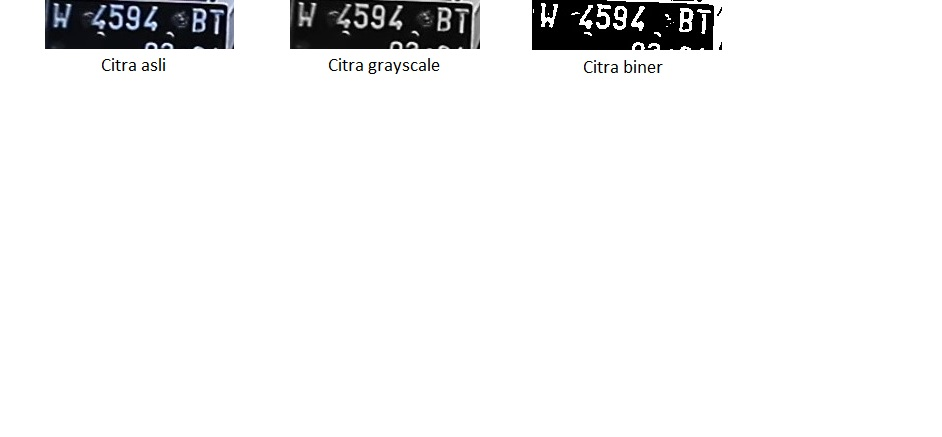 W 4594 BT
W 4594 BT
W 4594 BT
Citra asli
Citra grayscale
Citra biner